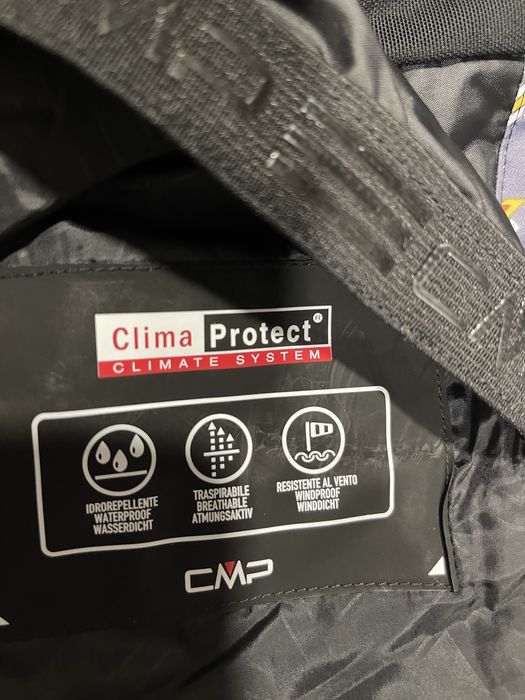 Clima Protect®
CLIMATE SYSTEM
IDROREPELLENTE
WATERPROOF
WASSERDICHT
TRASPIRABILE
BREATHABLE
ATMUNGSAKTIV
RESISTENTE AL VENTO
WINDPROOF
WINDDICHT
CMP